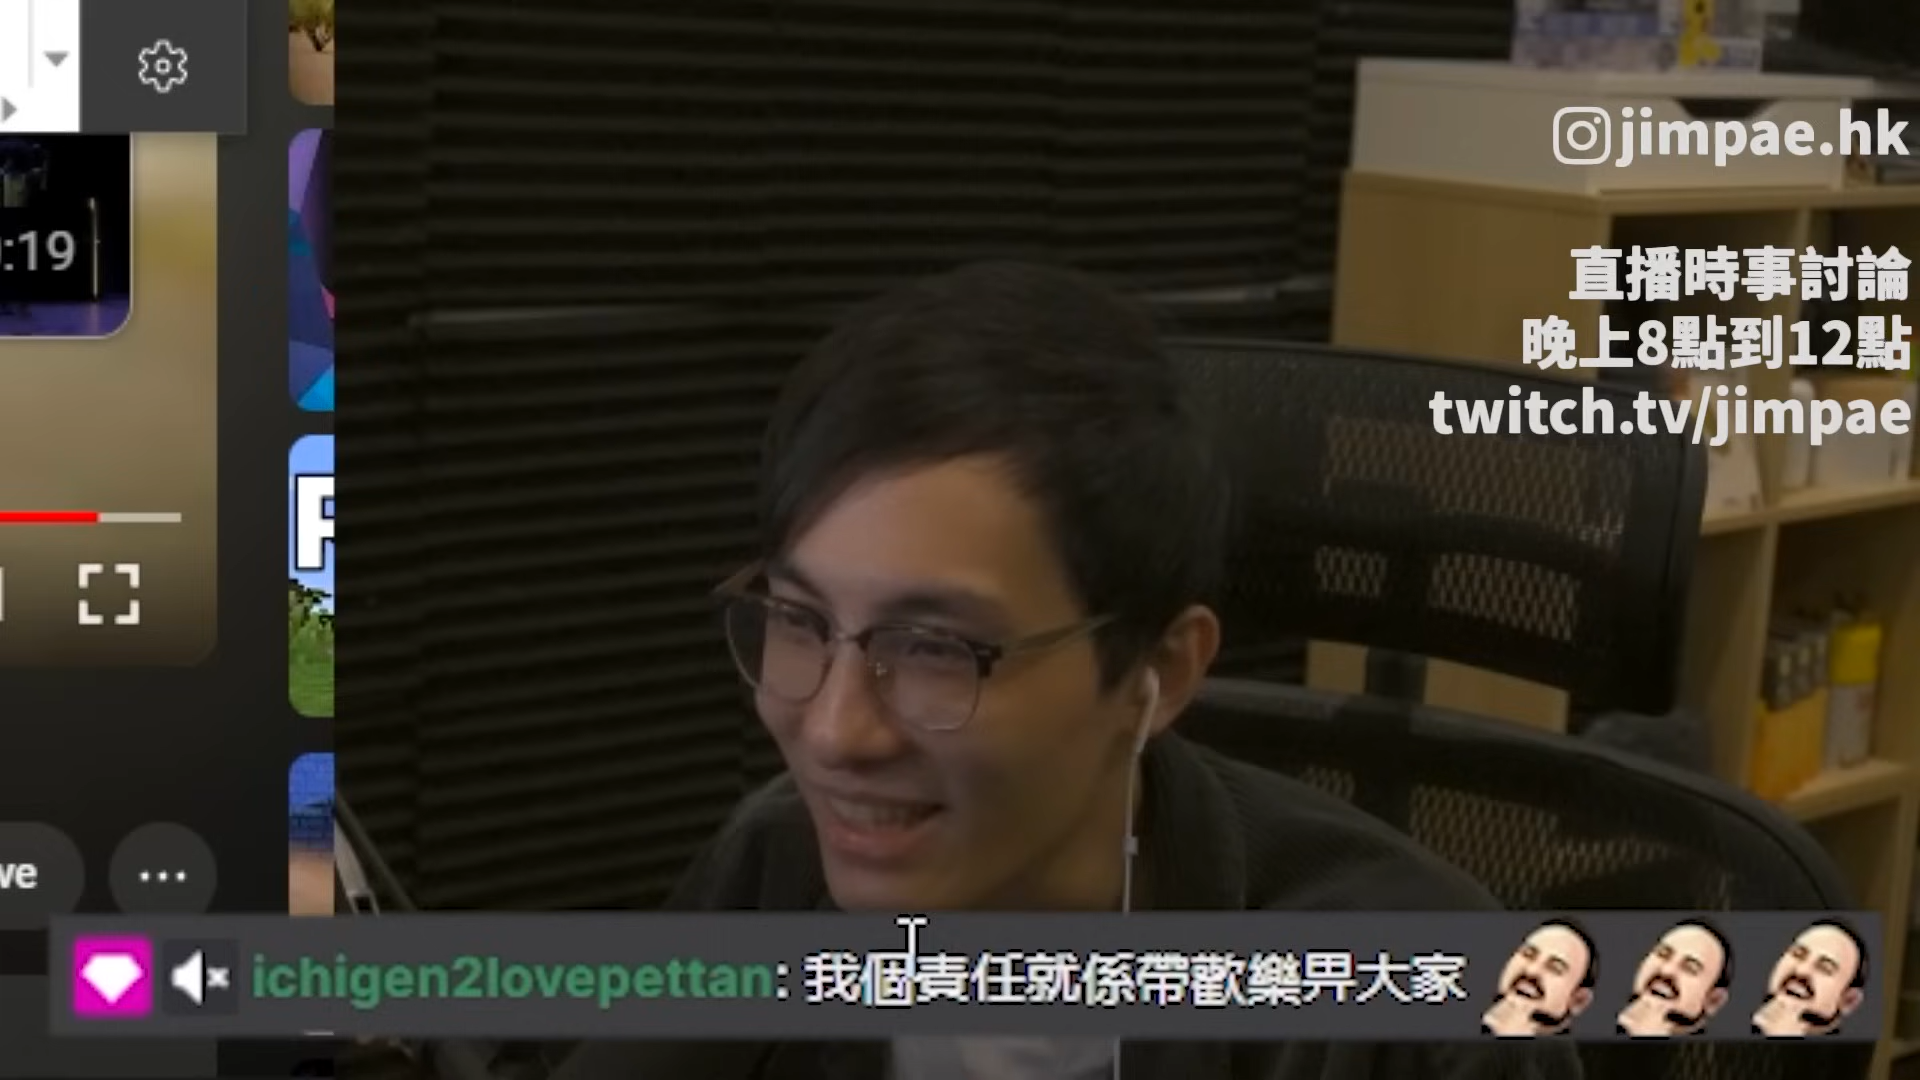 jimpae.hk
:19
直播時事討論
晚上8點到12點
twitch.tv/jimpae
ve
ichigen2lovepettan: 我個責任就係帶歡樂畀大家